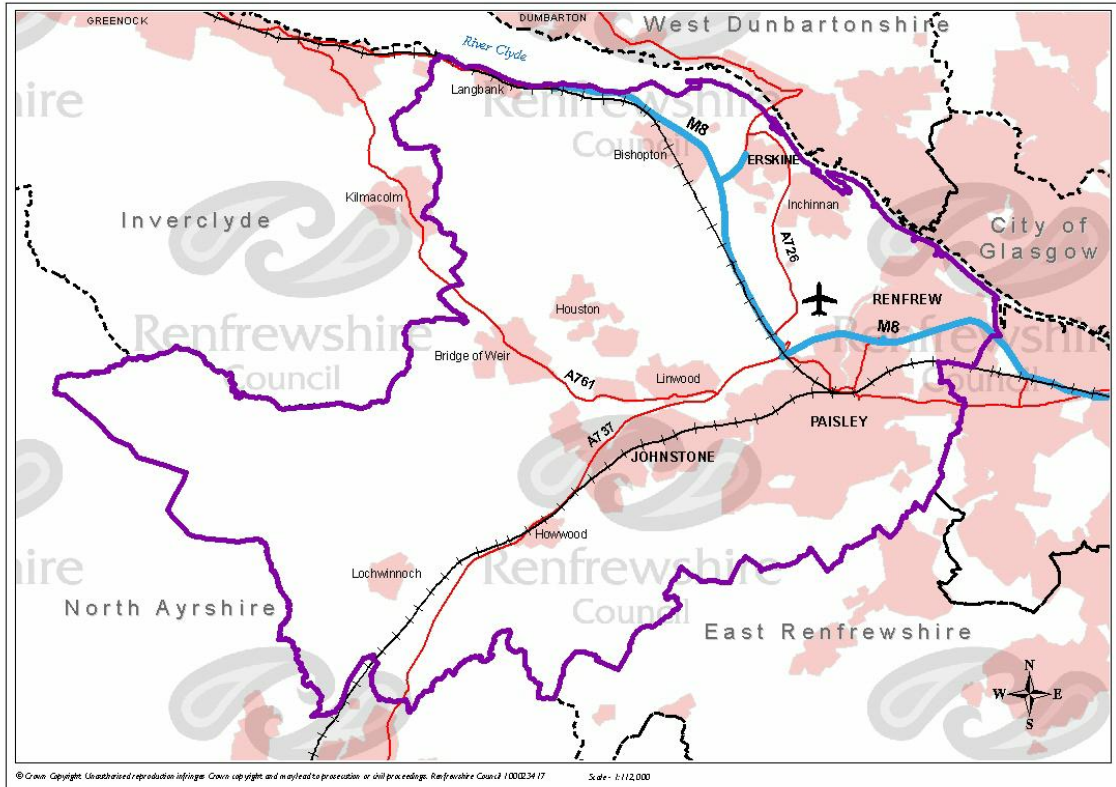 GREENOCK
DUMBARTON
West Dunbartonshire
River Clyde
Langbank
Renfrewshire
Council
M8
Bishopton
ERSKINE
Kilmacolm
Inchinnan
Inverclyde
City of
Glasgow
A726
Houston
RENFREW
M8
Renfrewshire
Council
Renfrewshire
Bridge of Weir
Linwood
A761
PAISLEY
A737
JOHNSTONE
Howwood
Lochwinnoch
Renfrewshire
Council
North Ayrshire
East Renfrewshire
ire
ire
N
W E
S
© Crown Copyright. Unauthorised reproduction infringes Crown copyright and may lead to prosecution or civil proceedings. Renfrewshire Council 100023417
Scale - 1:112,000